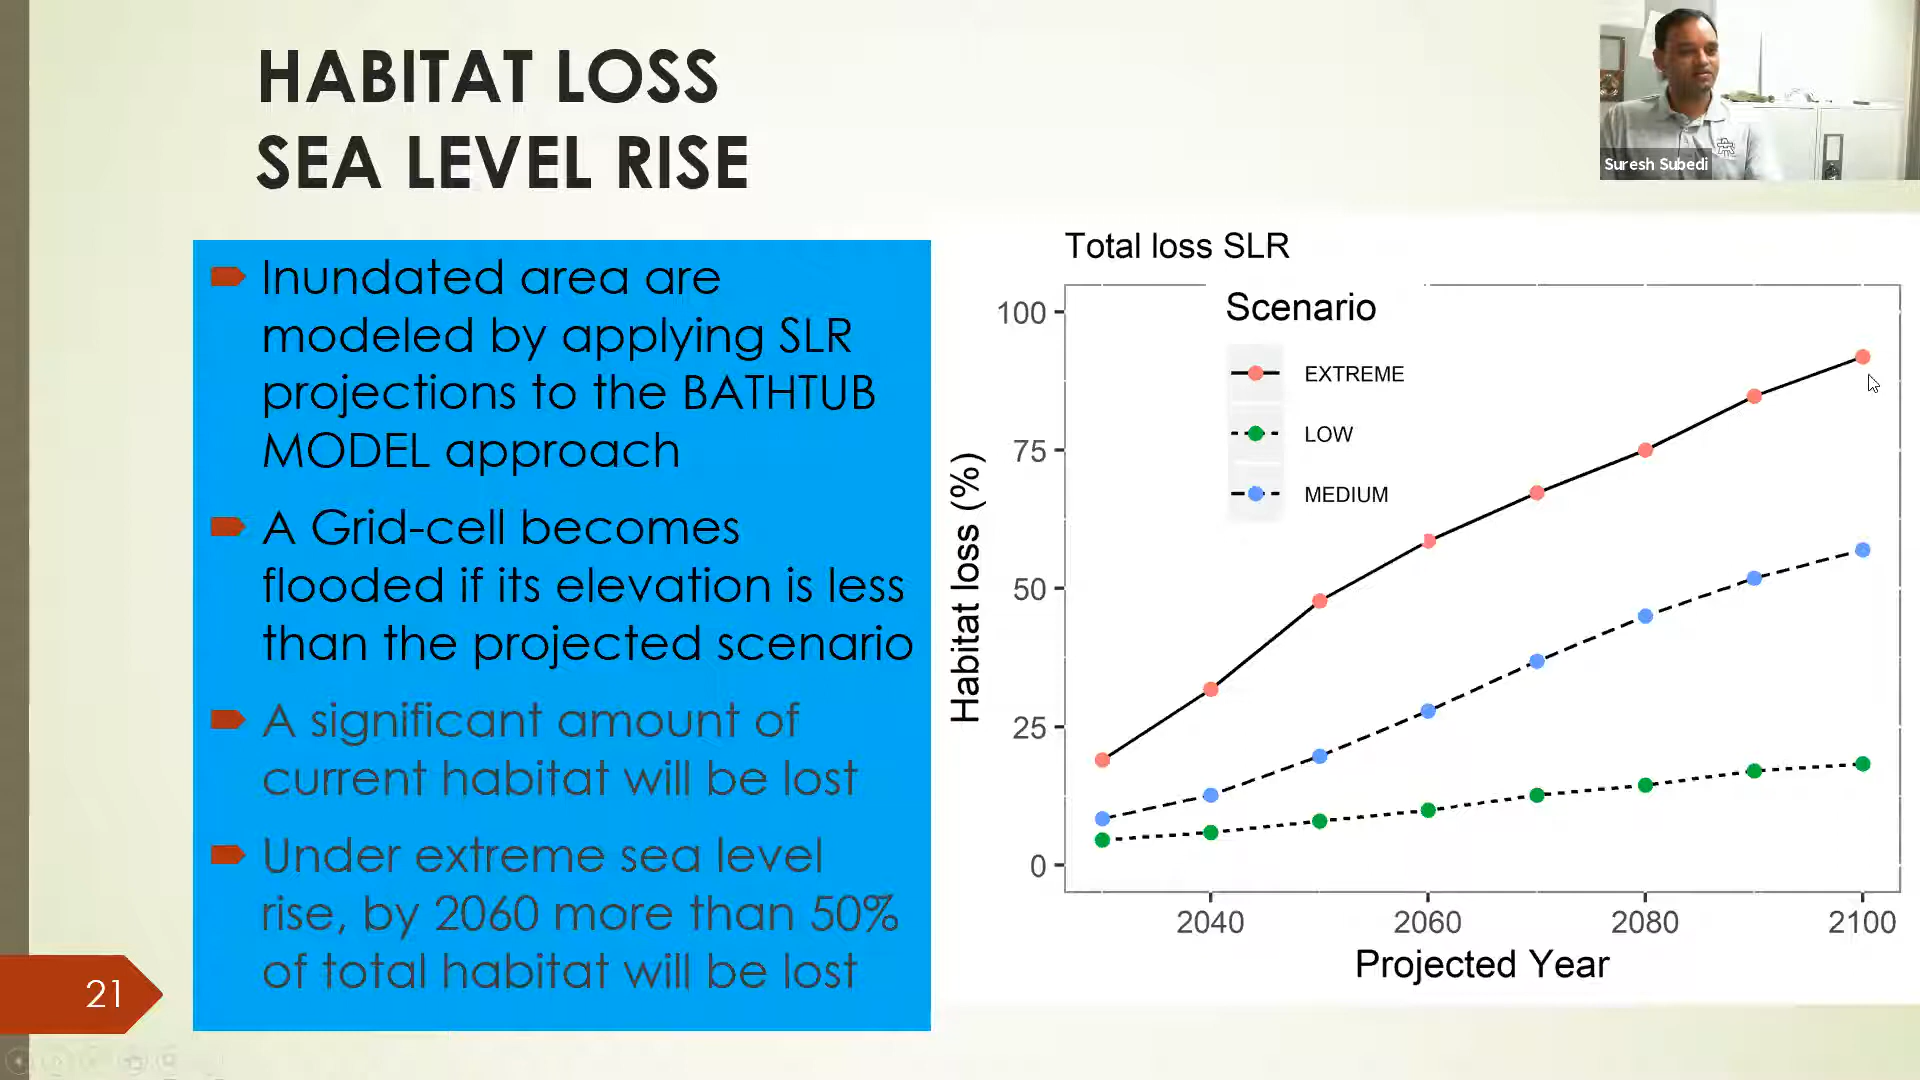 HABITAT LOSS
SEA LEVEL RISE
Suresh Subedi
Inundated area are
modeled by applying SLR
projections to the BATHTUB
MODEL approach
A Grid-cell becomes
flooded if its elevation is less
than the projected scenario
A significant amount of
current habitat will be lost
Under extreme sea level
rise, by 2060 more than 50%
of total habitat will be lost
21
Total loss SLR
Scenario
EXTREME
LOW
MEDIUM
Habitat loss (%)
100
75
50
25
0
2040 2060 2080 2100
Projected Year